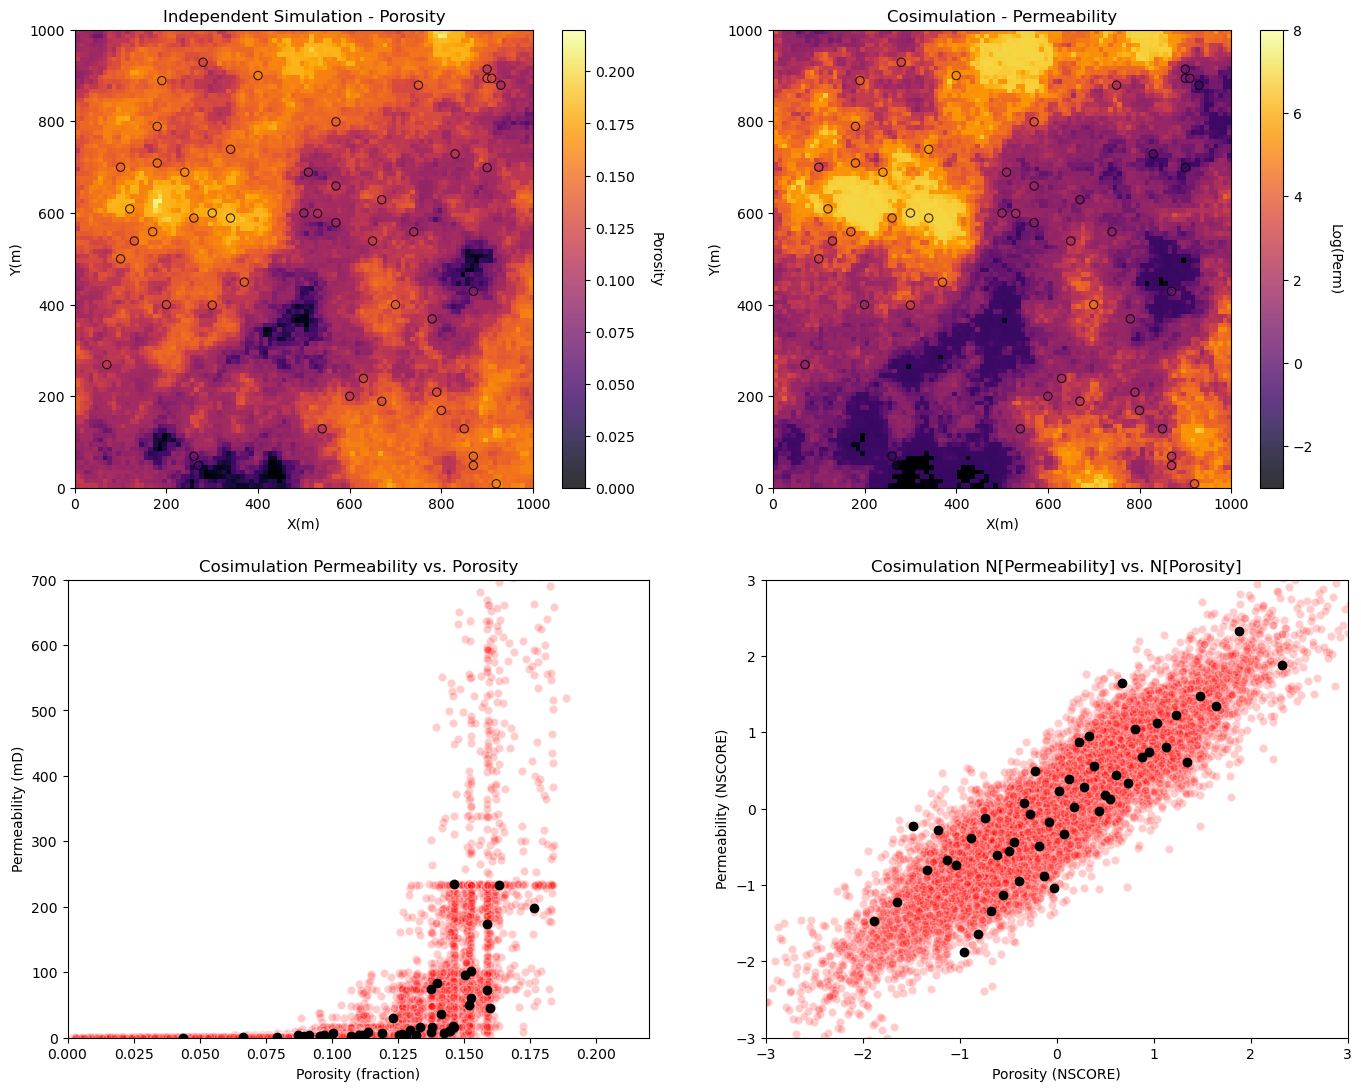 Independent Simulation - Porosity
1000
800
600
400
200
0
Y(m)
0 200 400 600 800 1000
X(m)
0.200
0.175
0.150
0.125
0.100
0.075
0.050
0.025
0.000
Porosity
Cosimulation - Permeability
1000
800
600
400
200
0
Y(m)
0 200 400 600 800 1000
X(m)
8
6
4
2
0
−2
Log(Perm)
Cosimulation Permeability vs. Porosity
700
600
500
400
300
200
100
0
Permeability (mD)
0.000 0.025 0.050 0.075 0.100 0.125 0.150 0.175 0.200
Porosity (fraction)
Cosimulation N[Permeability] vs. N[Porosity]
3
2
1
0
−1
−2
−3
Permeability (NSCORE)
−3 −2 −1 0 1 2 3
Porosity (NSCORE)